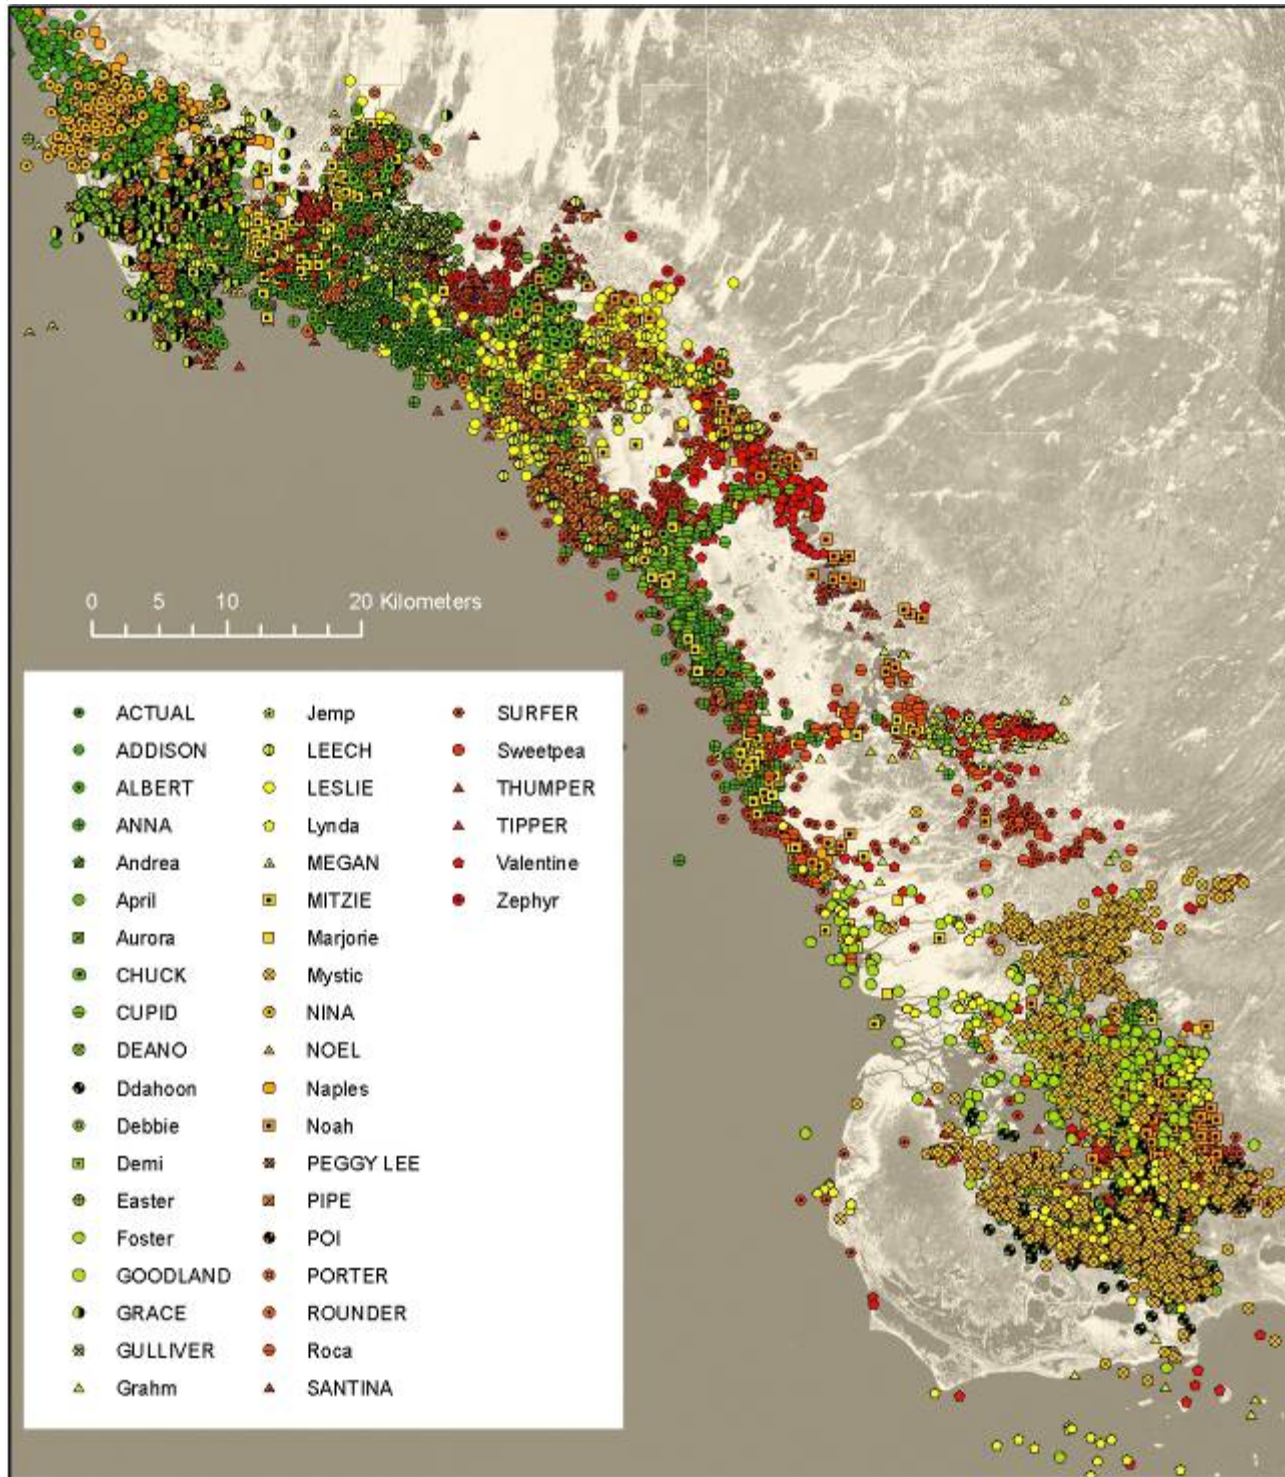 0 5 10 20 Kilometers
ACTUAL
ADDISON
ALBERT
ANNA
Andrea
April
Aurora
CHUCK
CUPID
DEANO
Ddahoon
Debbie
Demi
Easter
Foster
GOODLAND
GRACE
GULLIVER
Grahm
Jemp
LEECH
LESLIE
Lynda
MEGAN
MITZIE
Marjorie
Mystic
NINA
NOEL
Naples
Noah
PEGGY LEE
PIPE
POI
PORTER
ROUNDER
Roca
SANTINA
SURFER
Sweetpea
THUMPER
TIPPER
Valentine
Zephyr